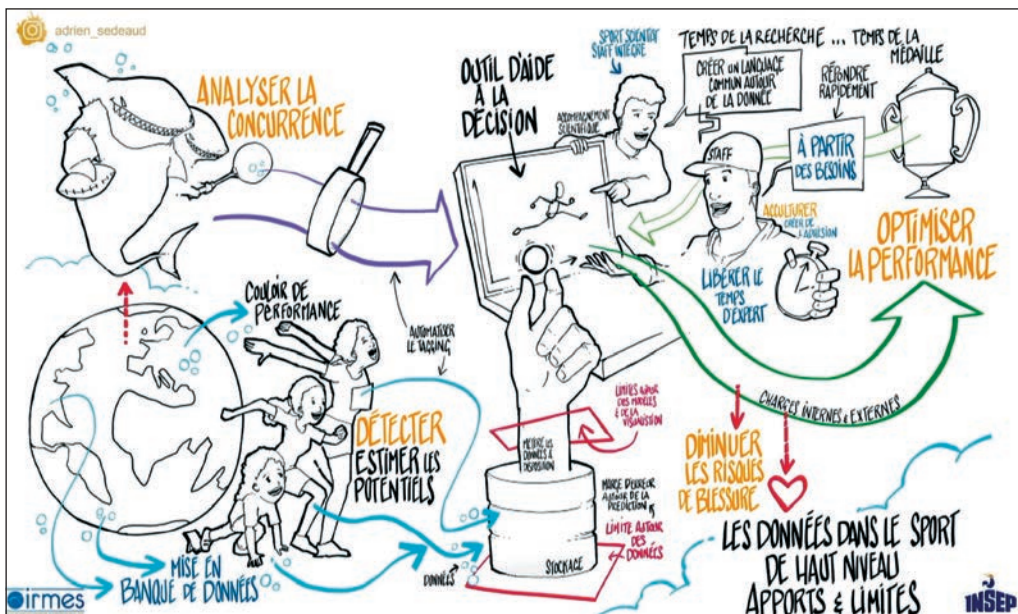 adrien_sedeaud
ANALYSER LA
CONCURRENCE
OUTIL D'AIDE
À LA
DÉCISION
SPORT SCIENTIST
STAFF INTÉGRÉ
ACCOMPAGNEMENT
SCIENTIFIQUE
TEMPS DE LA RECHERCHE ... TEMPS DE LA
MÉDAILLE
CRÉER UN LANGUAGE
COMMUN AUTOUR
DE LA DONNÉE
RÉPONDRE
RAPIDEMENT
STAFF
À PARTIR
DES BESOINS
ACCULTURER
CRÉER DE
L'ADHÉSION
LIBÉRER LE
TEMPS
D'EXPERT
OPTIMISER
LA PERFORMANCE
COULOIR DE
PERFORMANCE
AUTOMATISER
LE TAGGING
DÉTECTER
ESTIMER LES
POTENTIELS
LIMITES AUTOUR
DES MODÈLES
& DE LA
METTRE LES
DONNÉES À
DISPOSITION
CHARGES INTERNES & EXTERNES
DIMINUER
LES RISQUES
DE BLESSURE
MARGE D'ERREUR
AUTOUR DE LA
PRÉDICTION
LIMITE AUTOUR
DES
DONNÉES
STOCKAGE
DONNÉES
MISE EN
BANQUE DE DONNÉES
LES DONNÉES DANS LE SPORT
DE HAUT NIVEAU
APPORTS & LIMITES
irmes
INSEP